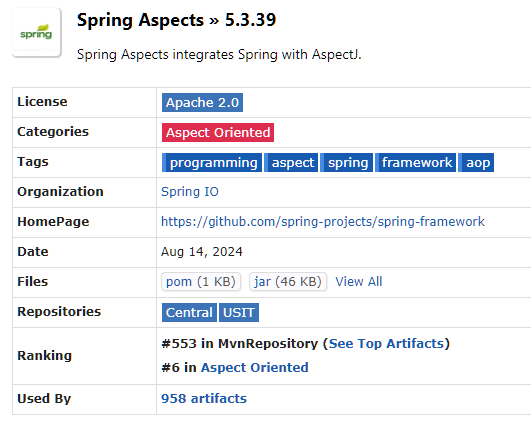 spring
Spring Aspects » 5.3.39
Spring Aspects integrates Spring with AspectJ.
License Apache 2.0
Categories Aspect Oriented
Tags programming aspect spring framework aop
Organization Spring IO
HomePage https://github.com/spring-projects/spring-framework
Date Aug 14, 2024
Files pom (1 KB) jar (46 KB) View All
Repositories Central USIT
Ranking #553 in MvnRepository (See Top Artifacts)
#6 in Aspect Oriented
Used By 958 artifacts